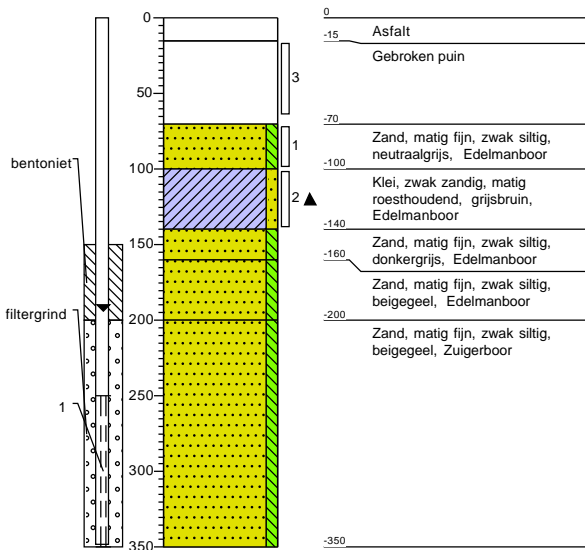 0
50
100
150
200
250
300
350
bentoniet
filtergrind
1
3
1
2
0
Asfalt
-15
Gebroken puin
-70
Zand, matig fijn, zwak siltig,
neutraalgrijs, Edelmanboor
-100
Klei, zwak zandig, matig
roesthoudend, grijsbruin,
Edelmanboor
-140
Zand, matig fijn, zwak siltig,
donkergrijs, Edelmanboor
-160
Zand, matig fijn, zwak siltig,
beigegeel, Edelmanboor
-200
Zand, matig fijn, zwak siltig,
beigegeel, Zuigerboor
-350